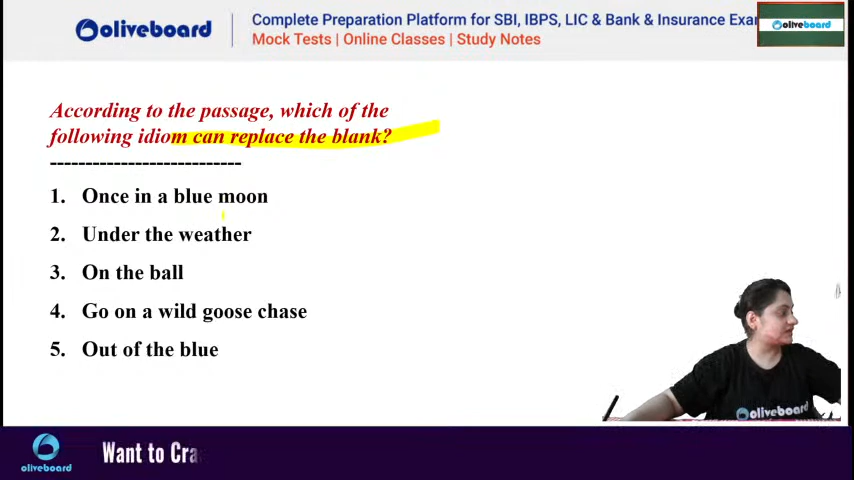 oliveboard
Complete Preparation Platform for SBI, IBPS, LIC & Bank & Insurance Exa
Mock Tests | Online Classes | Study Notes
oliveboard
According to the passage, which of the
following idiom can replace the blank?
---------------------------
1. Once in a blue moon
2. Under the weather
3. On the ball
4. Go on a wild goose chase
5. Out of the blue
oliveboard
oliveboard
Want to Cra